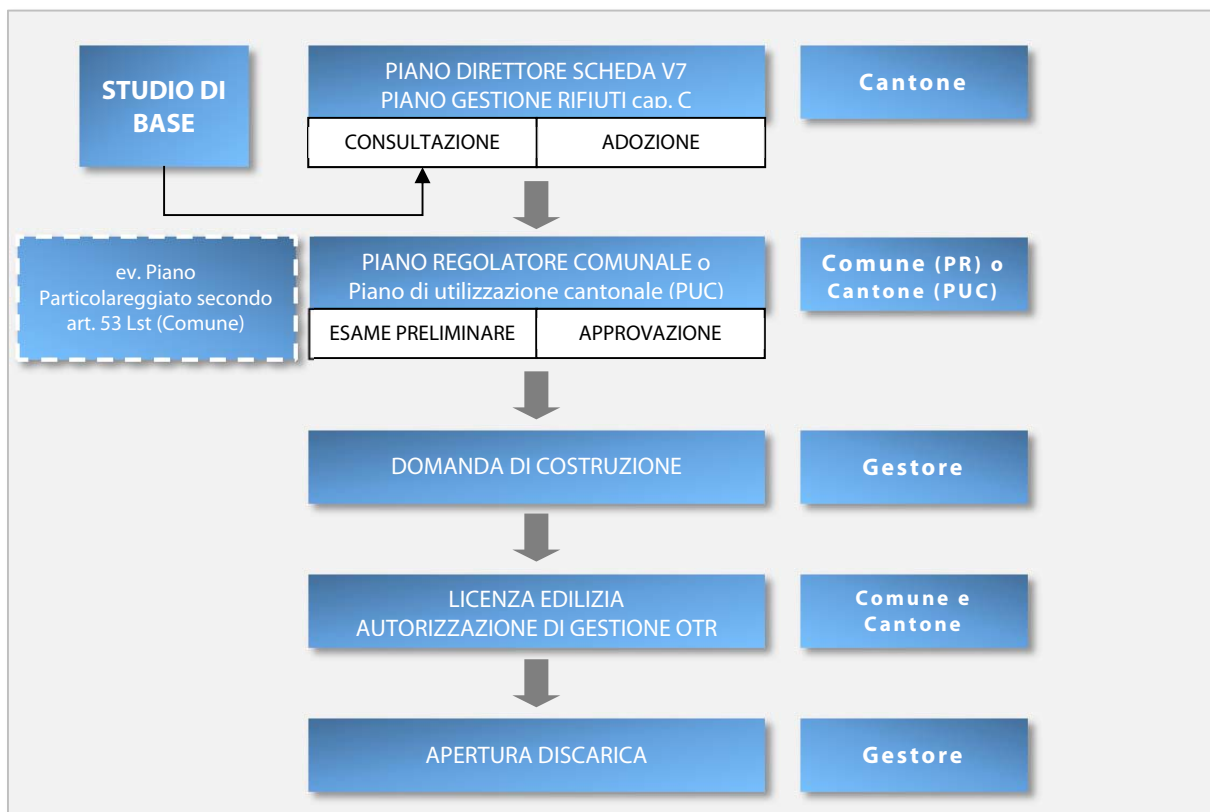 STUDIO DI
BASE
PIANO DIRETTORE SCHEDA V7
PIANO GESTIONE RIFIUTI cap. C
CONSULTAZIONE
ADOZIONE
Cantone
ev. Piano
Particolareggiato secondo
art. 53 Lst (Comune)
PIANO REGOLATORE COMUNALE o
Piano di utilizzazione cantonale (PUC)
ESAME PRELIMINARE
APPROVAZIONE
Comune (PR) o
Cantone (PUC)
DOMANDA DI COSTRUZIONE
Gestore
LICENZA EDILIZIA
AUTORIZZAZIONE DI GESTIONE OTR
Comune e
Cantone
APERTURA DISCARICA
Gestore